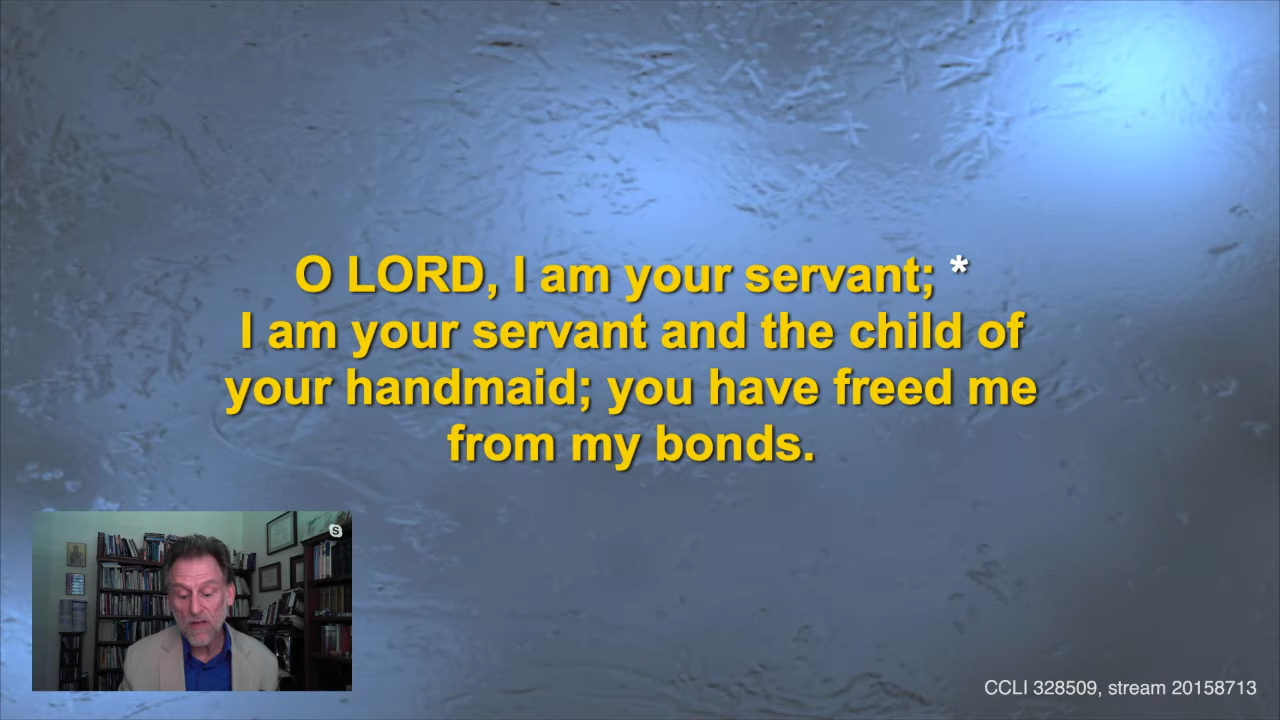 O LORD, I am your servant; *
I am your servant and the child of
your handmaid; you have freed me
from my bonds.
CCLI 328509, stream 20158713